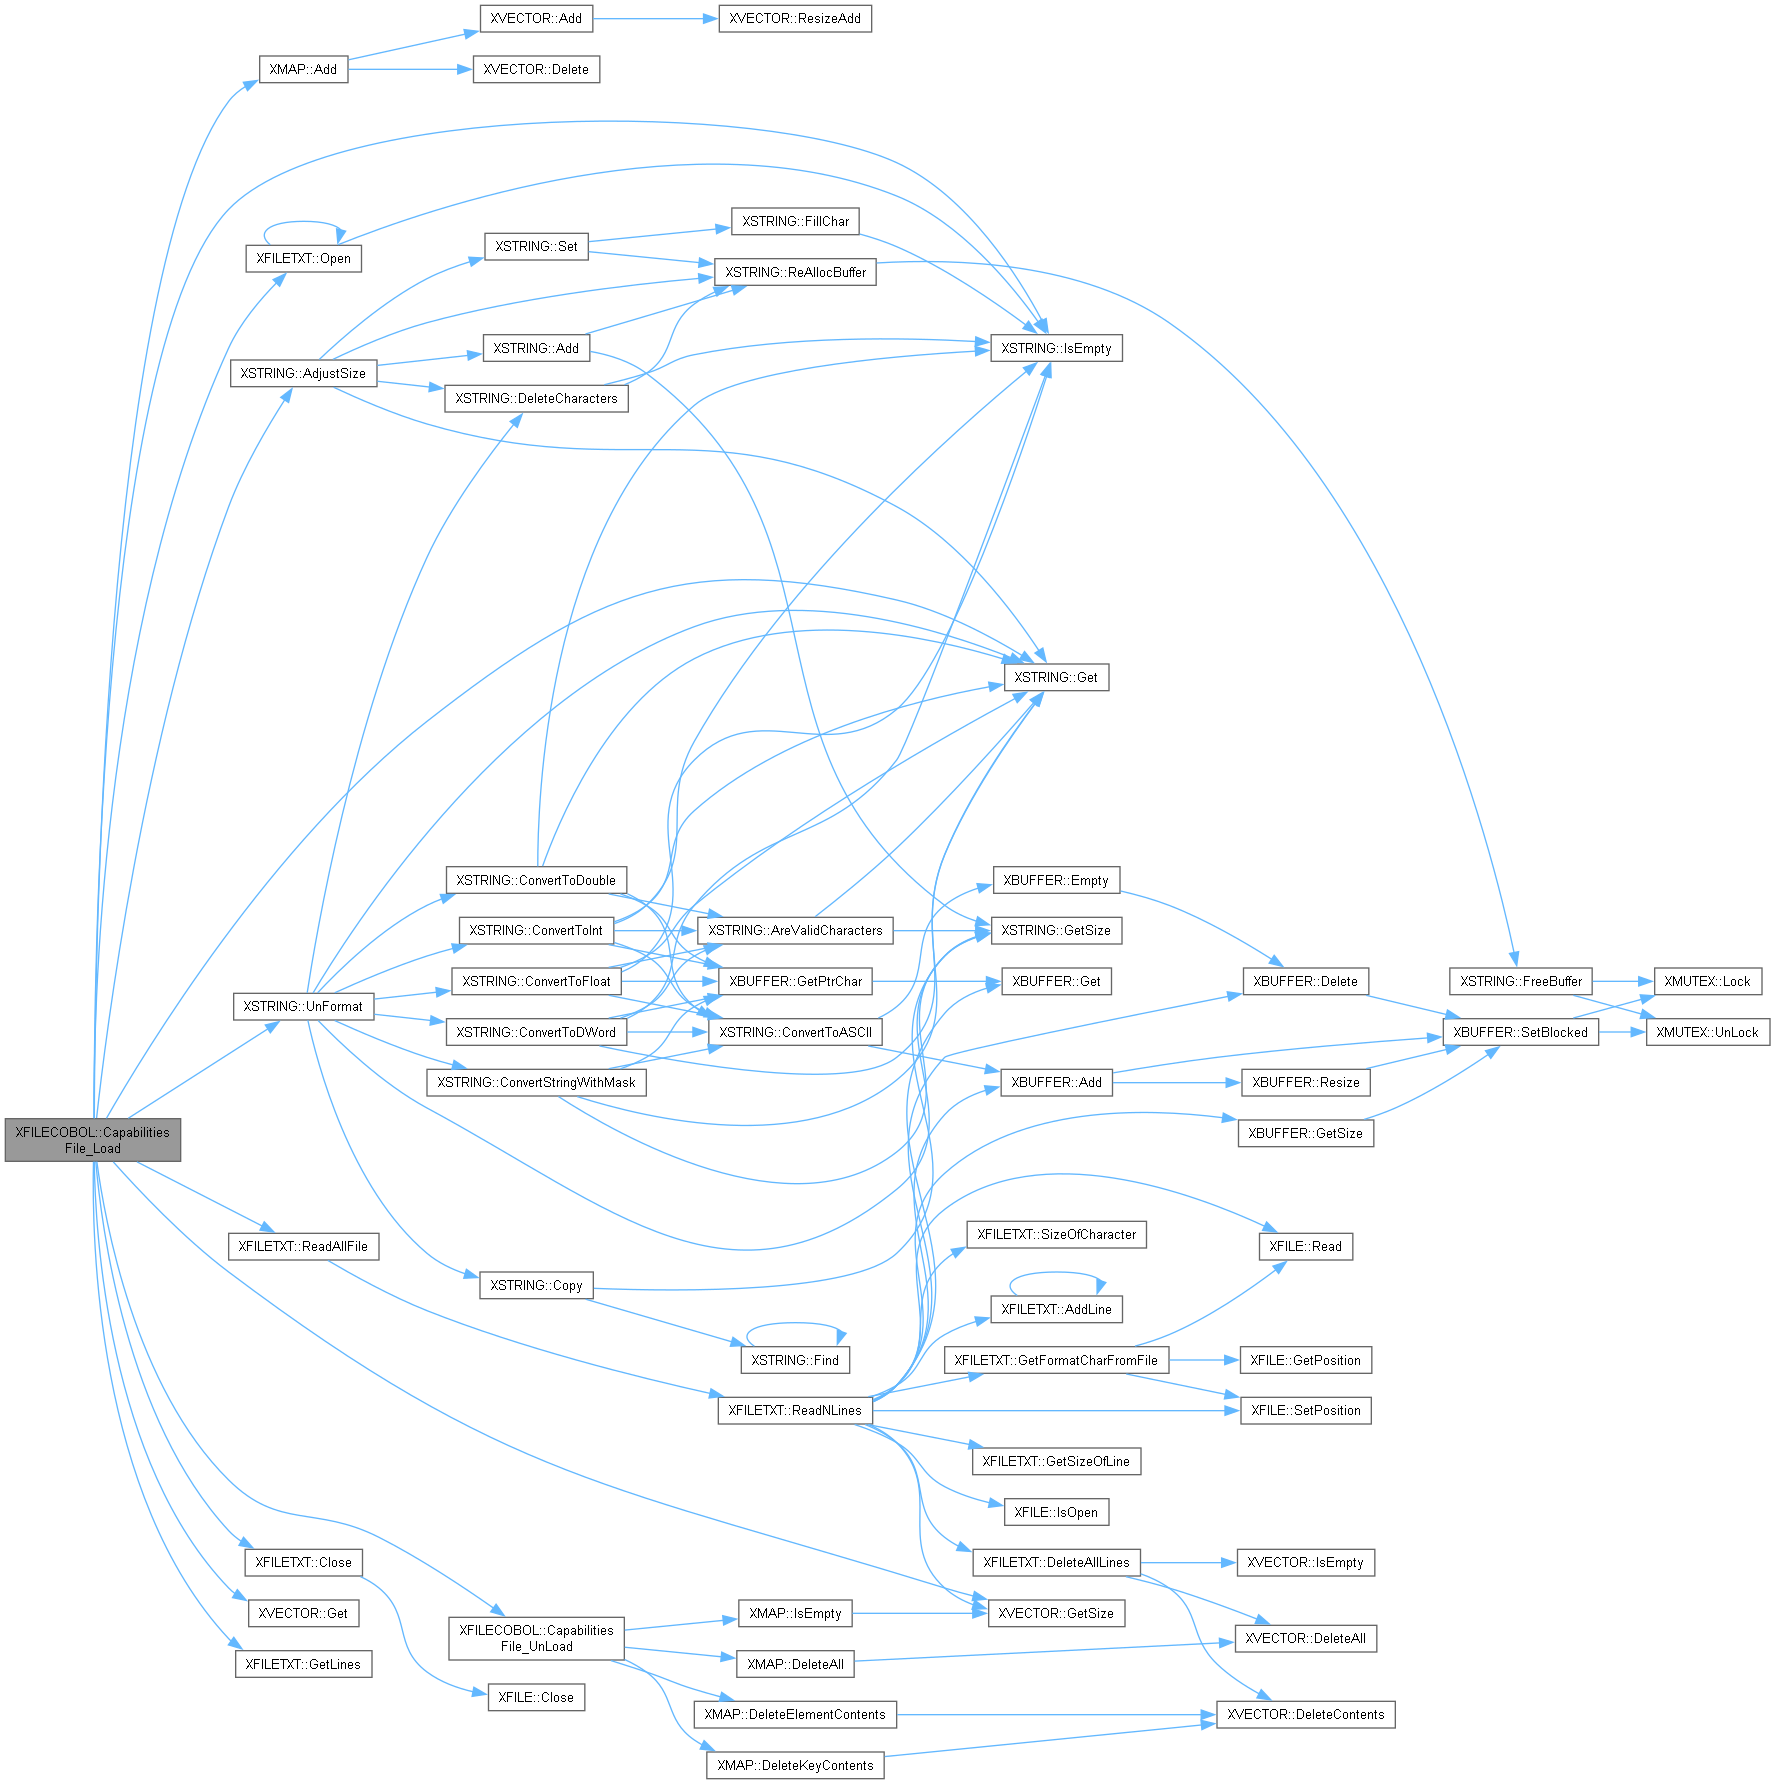 XVECTOR::Add
XVECTOR::ResizeAdd
XMAP::Add
XVECTOR::Delete
XSTRING::FillChar
XSTRING::Set
XFILETXT::Open
XSTRING::ReAllocBuffer
XSTRING::Add
XSTRING::IsEmpty
XSTRING::AdjustSize
XSTRING::DeleteCharacters
XSTRING::Get
XSTRING::ConvertToDouble
XBUFFER::Empty
XSTRING::ConvertToInt
XSTRING::AreValidCharacters
XSTRING::GetSize
XSTRING::ConvertToFloat
XBUFFER::GetPtrChar
XBUFFER::Get
XBUFFER::Delete
XSTRING::FreeBuffer
XMUTEX::Lock
XSTRING::UnFormat
XSTRING::ConvertToDWord
XSTRING::ConvertToASCII
XBUFFER::SetBlocked
XMUTEX::UnLock
XSTRING::ConvertStringWithMask
XBUFFER::Add
XBUFFER::Resize
XFILECOBOL::Capabilities
File_Load
XBUFFER::GetSize
XFILETXT::SizeOfCharacter
XFILETXT::ReadAllFile
XFILE::Read
XSTRING::Copy
XFILETXT::AddLine
XSTRING::Find
XFILETXT::GetFormatCharFromFile
XFILE::GetPosition
XFILETXT::ReadNLines
XFILE::SetPosition
XFILETXT::GetSizeOfLine
XFILE::IsOpen
XFILETXT::Close
XFILETXT::DeleteAllLines
XVECTOR::IsEmpty
XVECTOR::Get
XMAP::IsEmpty
XVECTOR::GetSize
XFILECOBOL::Capabilities
File_UnLoad
XVECTOR::DeleteAll
XFILETXT::GetLines
XMAP::DeleteAll
XFILE::Close
XMAP::DeleteElementContents
XVECTOR::DeleteContents
XMAP::DeleteKeyContents